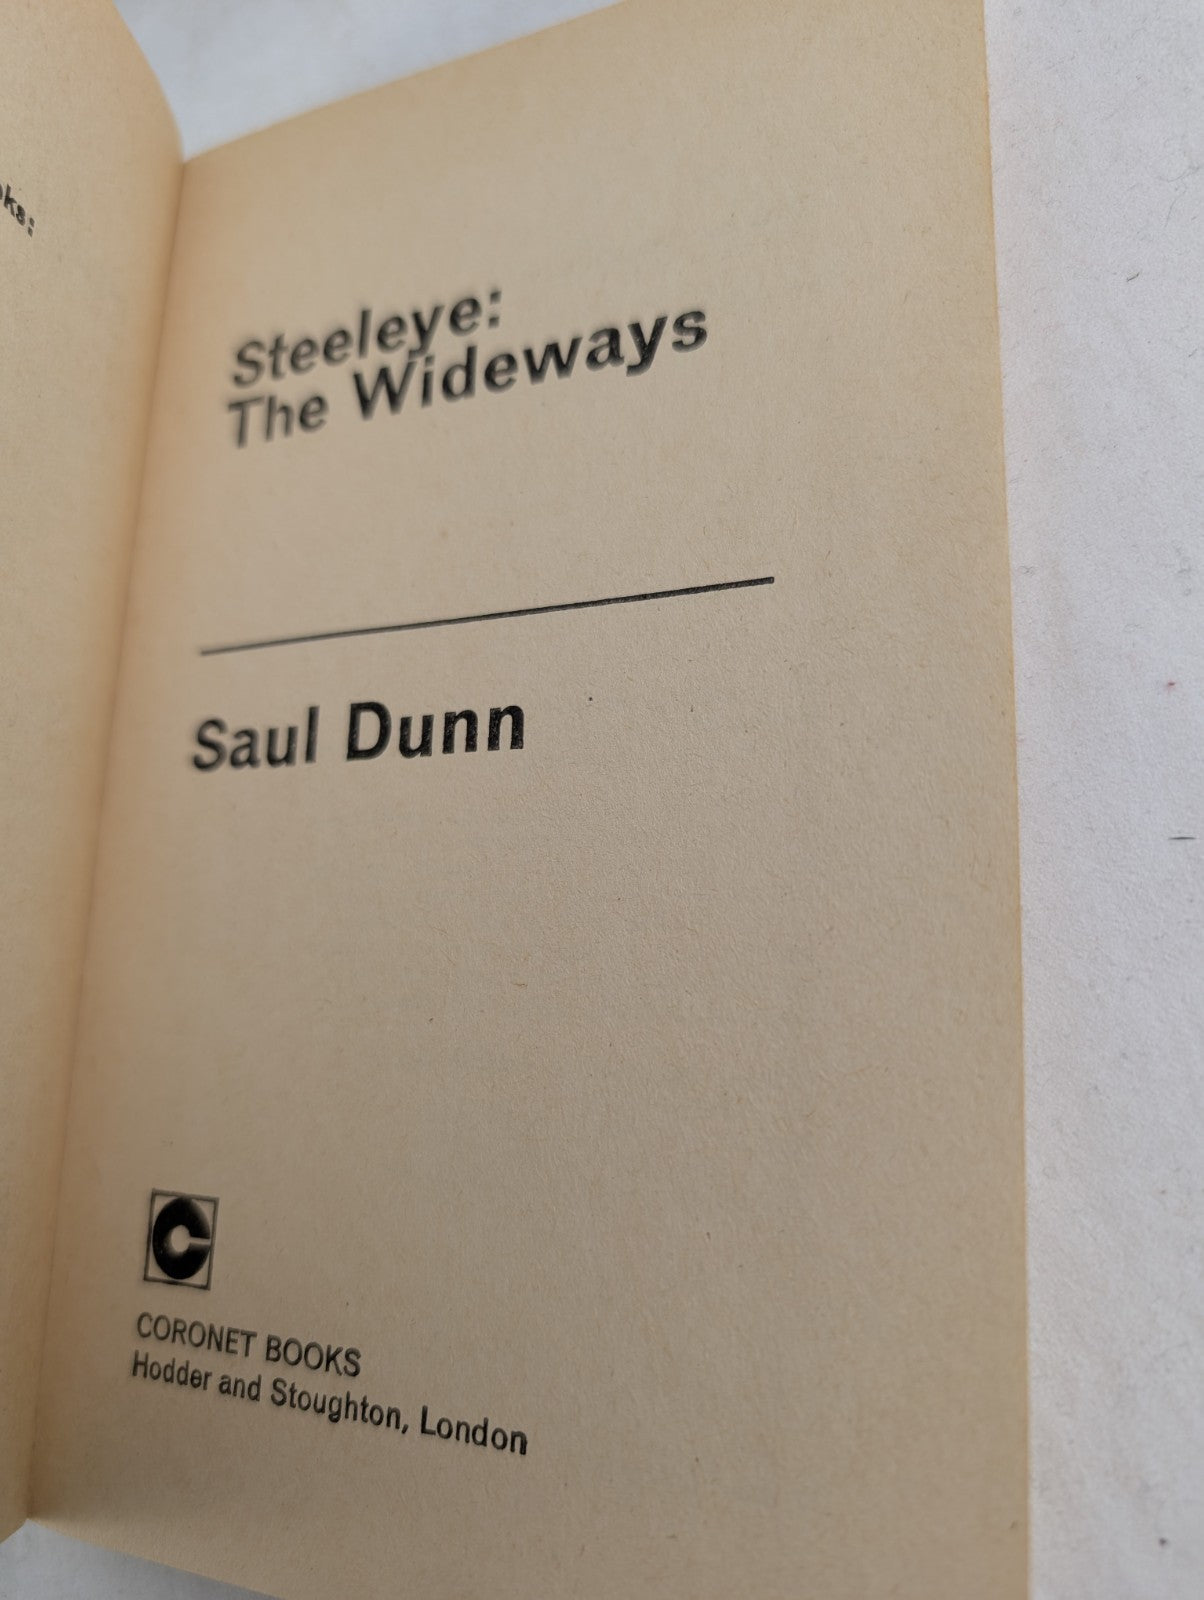 Steeleye:
The Wideways
Saul Dunn
C
CORONET BOOKS
Hodder and Stoughton, London